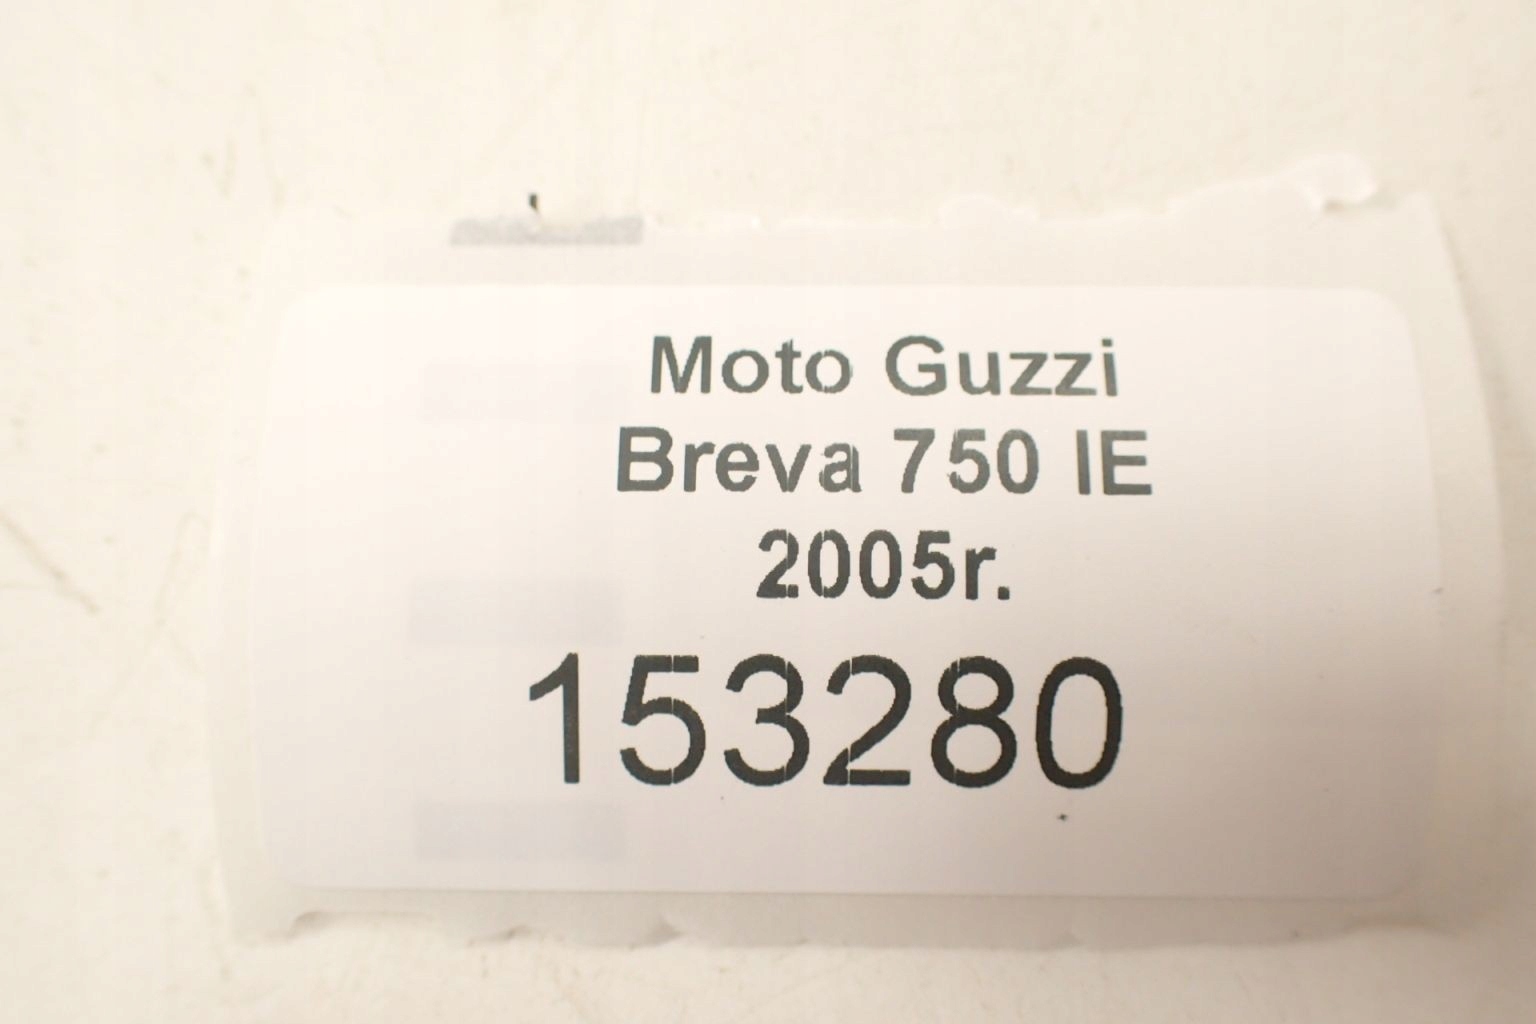 Moto Guzzi
Breva 750 IE
2005r.
153280